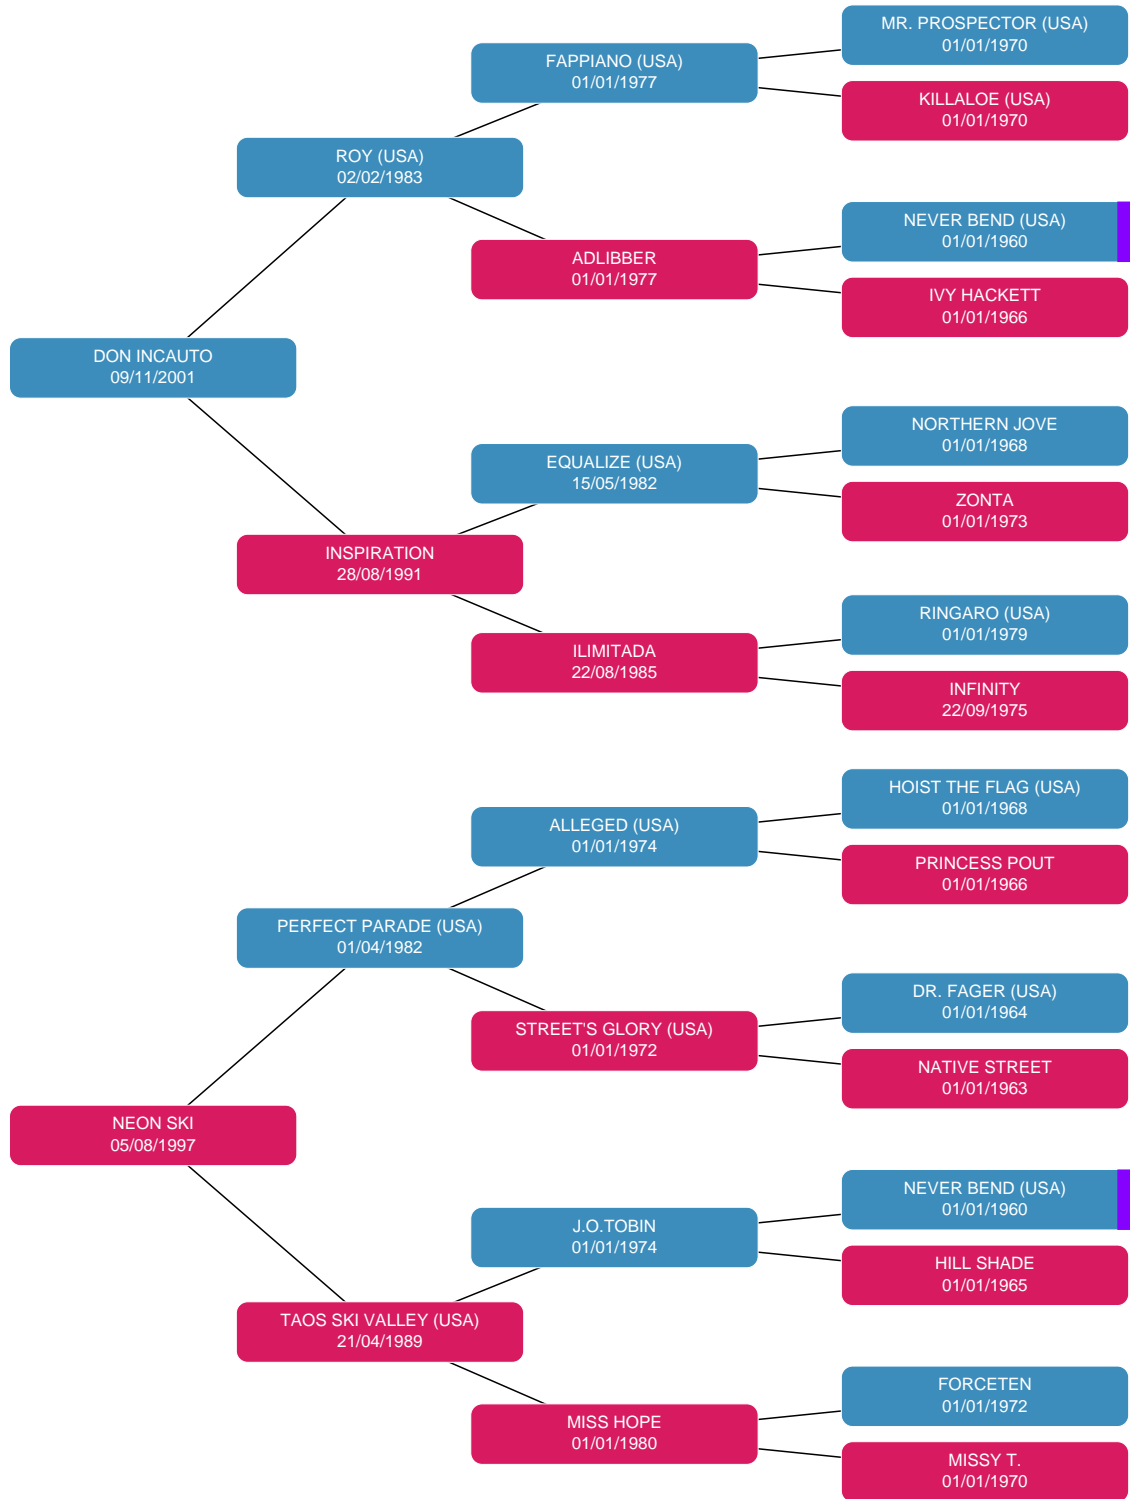 MR. PROSPECTOR (USA)
01/01/1970
FAPPIANO (USA)
01/01/1977
KILLALOE (USA)
01/01/1970
ROY (USA)
02/02/1983
NEVER BEND (USA)
01/01/1960
ADLIBBER
01/01/1977
IVY HACKETT
01/01/1966
DON INCAUTO
09/11/2001
NORTHERN JOVE
01/01/1968
EQUALIZE (USA)
15/05/1982
ZONTA
01/01/1973
INSPIRATION
28/08/1991
RINGARO (USA)
01/01/1979
ILIMITADA
22/08/1985
INFINITY
22/09/1975
HOIST THE FLAG (USA)
01/01/1968
ALLEGED (USA)
01/01/1974
PRINCESS POUT
01/01/1966
PERFECT PARADE (USA)
01/04/1982
DR. FAGER (USA)
01/01/1964
STREET'S GLORY (USA)
01/01/1972
NATIVE STREET
01/01/1963
NEON SKI
05/08/1997
NEVER BEND (USA)
01/01/1960
J.O.TOBIN
01/01/1974
HILL SHADE
01/01/1965
TAOS SKI VALLEY (USA)
21/04/1989
FORCETEN
01/01/1972
MISS HOPE
01/01/1980
MISSY T.
01/01/1970